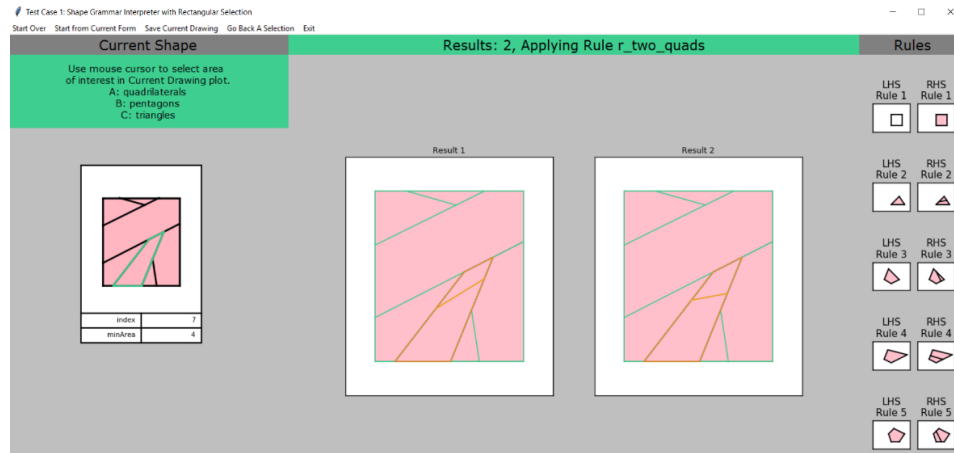 Test Case 1: Shape Grammar Interpreter with Rectangular Selection
Start Over Start from Current Form Save Current Drawing Go Back A Selection Exit
Current Shape
Use mouse cursor to select area
of interest in Current Drawing plot.
A: quadrilaterals
B: pentagons
C: triangles
index 7
minArea 4
Results: 2, Applying Rule r_two_quads
Result 1
Result 2
Rules
LHS RHS
Rule 1 Rule 1
LHS RHS
Rule 2 Rule 2
LHS RHS
Rule 3 Rule 3
LHS RHS
Rule 4 Rule 4
LHS RHS
Rule 5 Rule 5